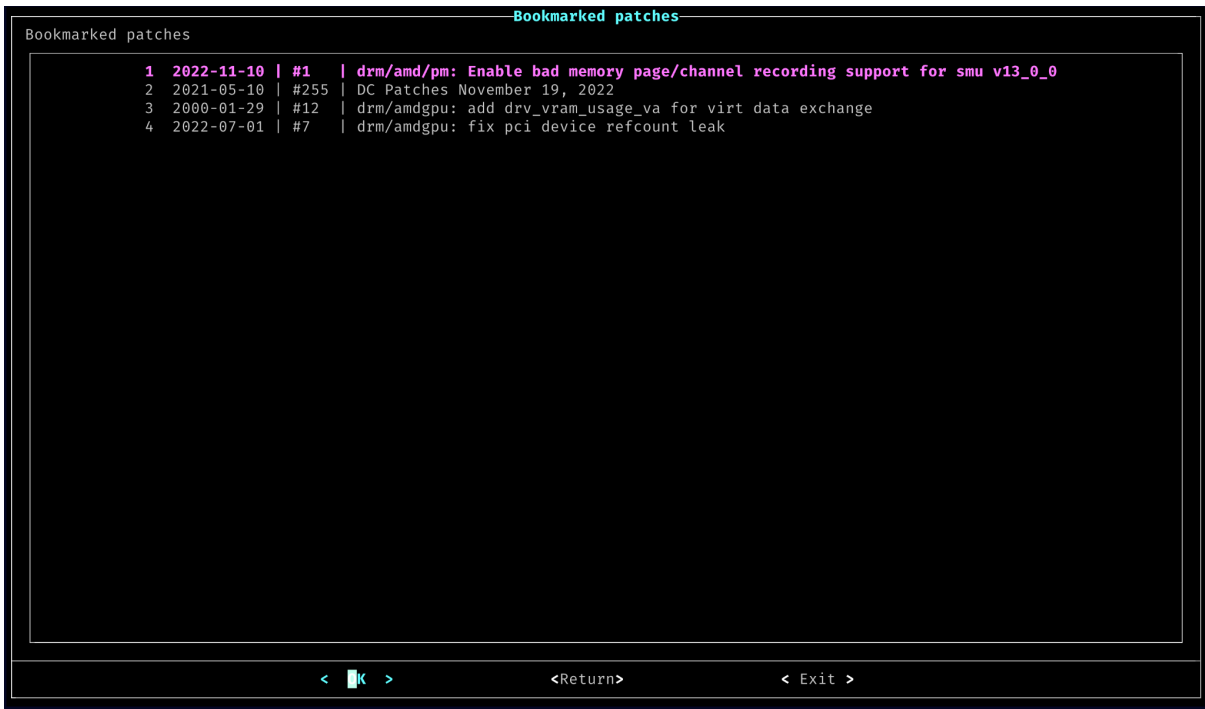 Bookmarked patches
Bookmarked patches
1 2022-11-10 | #1 | drm/amd/pm: Enable bad memory page/channel recording support for smu v13_0_0
2 2021-05-10 | #255 | DC Patches November 19, 2022
3 2000-01-29 | #12 | drm/amdgpu: add drv_vram_usage_va for virt data exchange
4 2022-07-01 | #7 | drm/amdgpu: fix pci device refcount leak
< OK > <Return> < Exit >